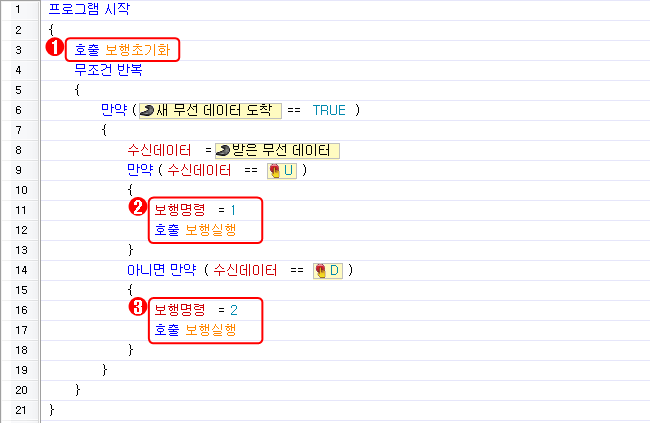 1 프로그램 시작
2 {
❶ 3 호출 보행초기화
4 무조건 반복
5 {
6 만약 ( 새 무선 데이터 도착 == TRUE )
7 {
8 수신데이터 = 받은 무선 데이터
9 만약 ( 수신데이터 == U )
10 {
11 ❷ 보행명령 = 1
12 호출 보행실행
13 }
14 아니면 만약 ( 수신데이터 == D )
15 {
16 ❸ 보행명령 = 2
17 호출 보행실행
18 }
19 }
20 }
21 }